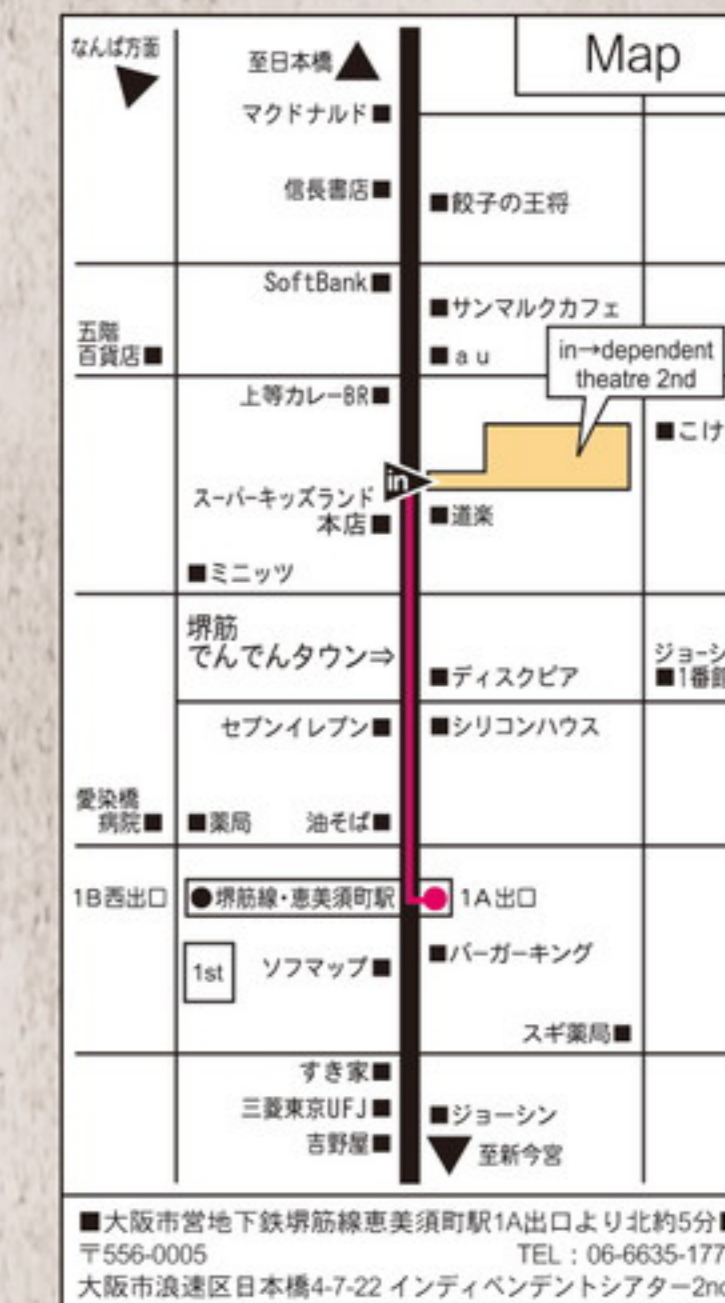 Map
なんば方面
至日本橋▲
マクドナルド■
信長書店■
■餃子の王将
SoftBank■
■サンマルクカフェ
五階
百貨店■
■au
in→dependent
theatre 2nd
上等カレーBR■
■こけ
in
スーパーキッズランド
本店■
■道楽
■ミニッツ
堺筋
でんでんタウン⇒
■ディスクピア
ジョーシ
■1番館
セブンイレブン■
■シリコンハウス
愛染橋
病院■
■薬局
油そば■
1B西出口
●堺筋線・恵美須町駅
1A出口
1st
ソフマップ■
■バーガーキング
スギ薬局■
すき家■
三菱東京UFJ■
■ジョーシン
吉野屋■
▼至新今宮
■大阪市営地下鉄堺筋線恵美須町駅1A出口より北約5分■
〒556-0005
TEL：06-6635-177
大阪市浪速区日本橋4-7-22 インディペンデントシアター2nd